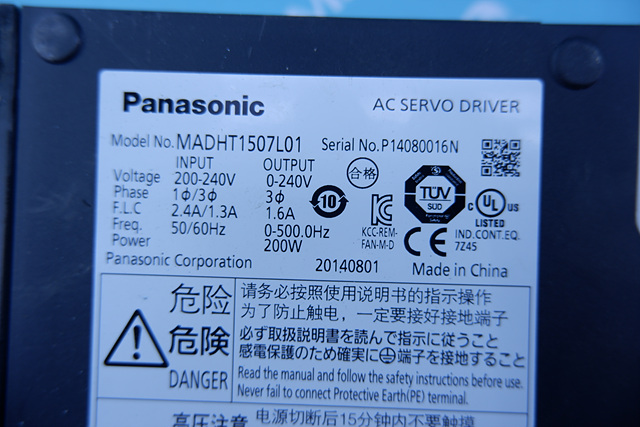 Panasonic AC SERVO DRIVER
Model No. MADHT1507L01 Serial No. P14080016N
INPUT OUTPUT
Voltage 200-240V 0-240V
Phase 1ϕ/3ϕ 3ϕ
F.L.C 2.4A/1.3A 1.6A
Freq. 50/60Hz 0-500.0Hz
Power 200W
合格
10
KCC-REM-
FAN-M-D
TÜV
SÜD
c UL us
LISTED
IND.CONT.EQ.
7Z45
CE
Panasonic Corporation 20140801 Made in China
危险
危険
DANGER
请务必按照使用说明书的指示操作
为了防止触电，一定要接好接地端子
必ず取扱説明書を読んで指示に従うこと
感電保護のため確実に⏚端子を接地すること
Read the manual and follow the safety instructions before use.
Never fail to connect Protective Earth(PE) terminal.
高压注意 电源切断后15分钟内不要触摸